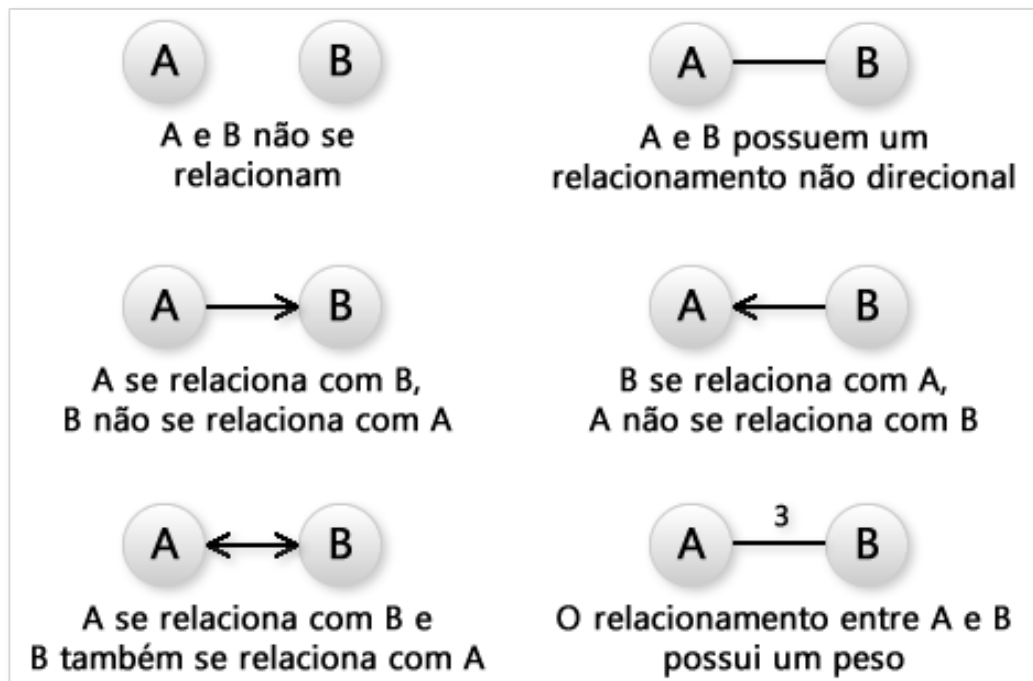 A B
A e B não se
relacionam
A B
A e B possuem um
relacionamento não direcional
A B
A se relaciona com B,
B não se relaciona com A
A B
B se relaciona com A,
A não se relaciona com B
A B
A se relaciona com B e
B também se relaciona com A
3
A B
O relacionamento entre A e B
possui um peso